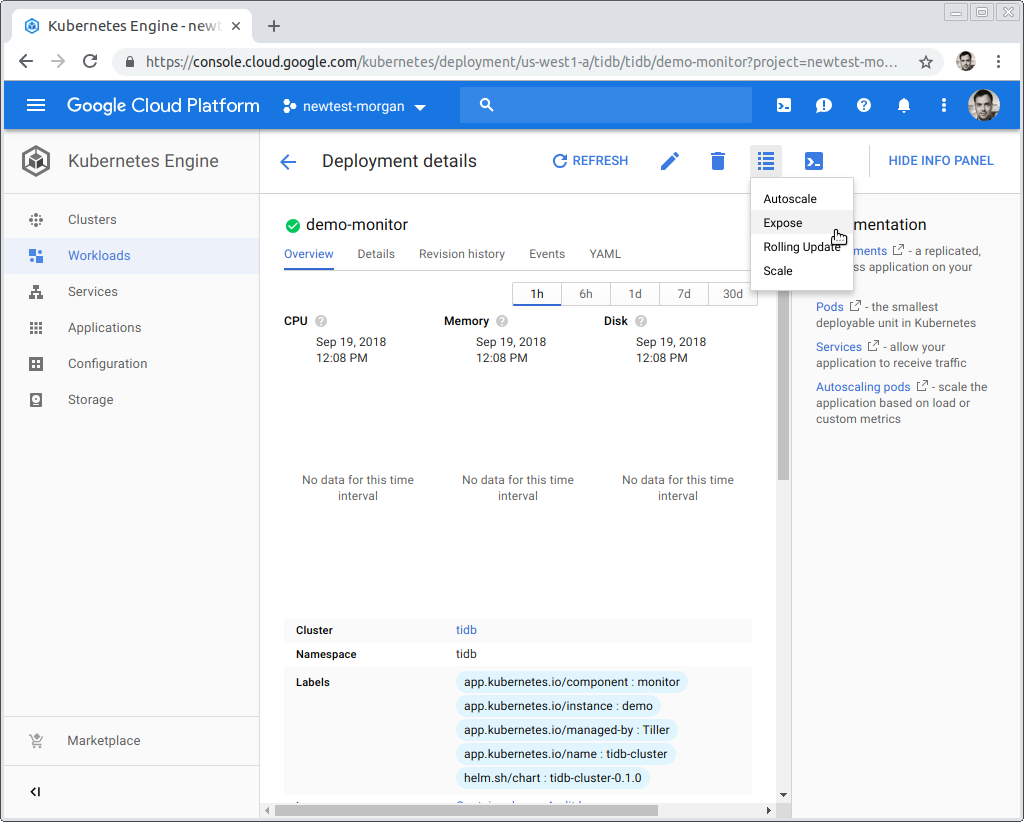 Kubernetes Engine - newt
https://console.cloud.google.com/kubernetes/deployment/us-west1-a/tidb/tidb/demo-monitor?project=newtest-mo...
Google Cloud Platform
newtest-morgan
Kubernetes Engine
Deployment details
REFRESH
HIDE INFO PANEL
Autoscale
Expose
Rolling Update
Scale
Clusters
Workloads
Services
Applications
Configuration
Storage
Marketplace
demo-monitor
Overview
Details
Revision history
Events
YAML
1h
6h
1d
7d
30d
CPU
Memory
Disk
Sep 19, 2018
12:08 PM
Sep 19, 2018
12:08 PM
Sep 19, 2018
12:08 PM
No data for this time
interval
No data for this time
interval
No data for this time
interval
Cluster
tidb
Namespace
tidb
Labels
app.kubernetes.io/component : monitor
app.kubernetes.io/instance : demo
app.kubernetes.io/managed-by : Tiller
app.kubernetes.io/name : tidb-cluster
helm.sh/chart : tidb-cluster-0.1.0
mentation
ments - a replicated,
ss application on your
Pods - the smallest
deployable unit in Kubernetes
Services - allow your
application to receive traffic
Autoscaling pods - scale the
application based on load or
custom metrics